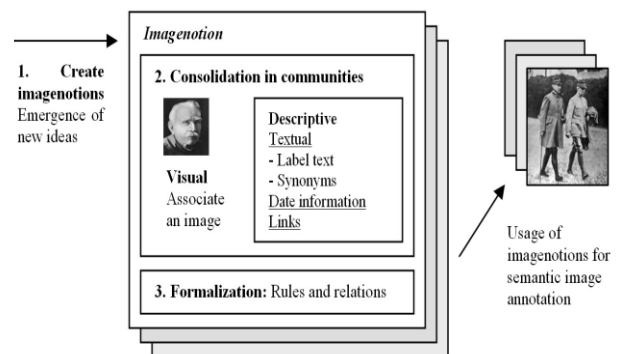 Imagenotion
1. Create
imagenotions
Emergence of
new ideas
2. Consolidation in communities
Visual
Associate
an image
Descriptive
Textual
- Label text
- Synonyms
Date information
Links
3. Formalization: Rules and relations
Usage of
imagenotions for
semantic image
annotation